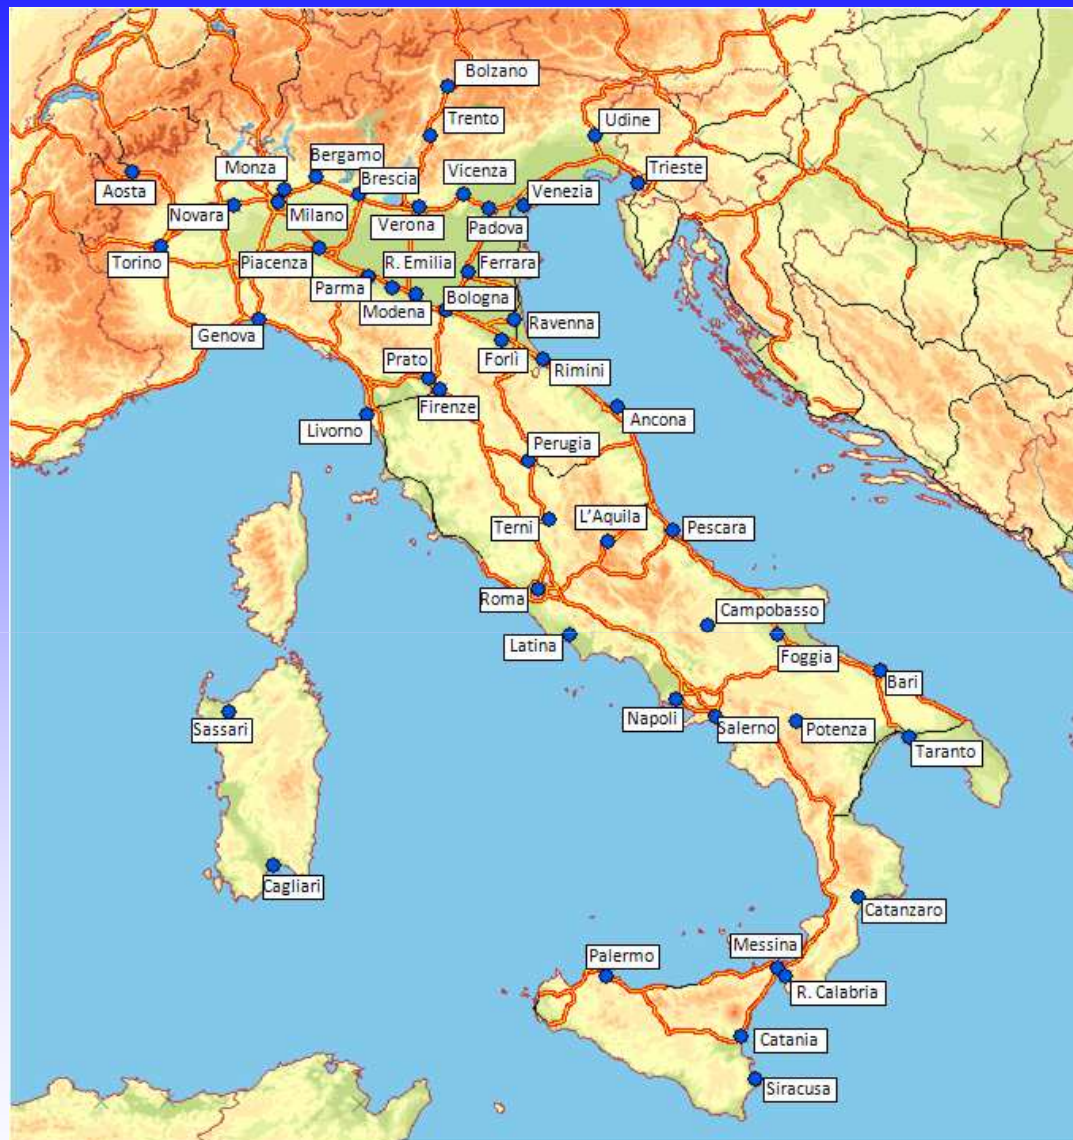 Bolzano
Trento
Udine
Bergamo
Monza
Vicenza
Trieste
Aosta
Brescia
Venezia
Novara
Milano
Verona
Padova
Torino
Piacenza
R. Emilia
Ferrara
Parma
Bologna
Modena
Ravenna
Genova
Forlì
Prato
Rimini
Firenze
Livorno
Ancona
Perugia
L'Aquila
Terni
Pescara
Roma
Campobasso
Latina
Foggia
Bari
Napoli
Salerno
Potenza
Sassari
Taranto
Cagliari
Catanzaro
Messina
Palermo
R. Calabria
Catania
Siracusa